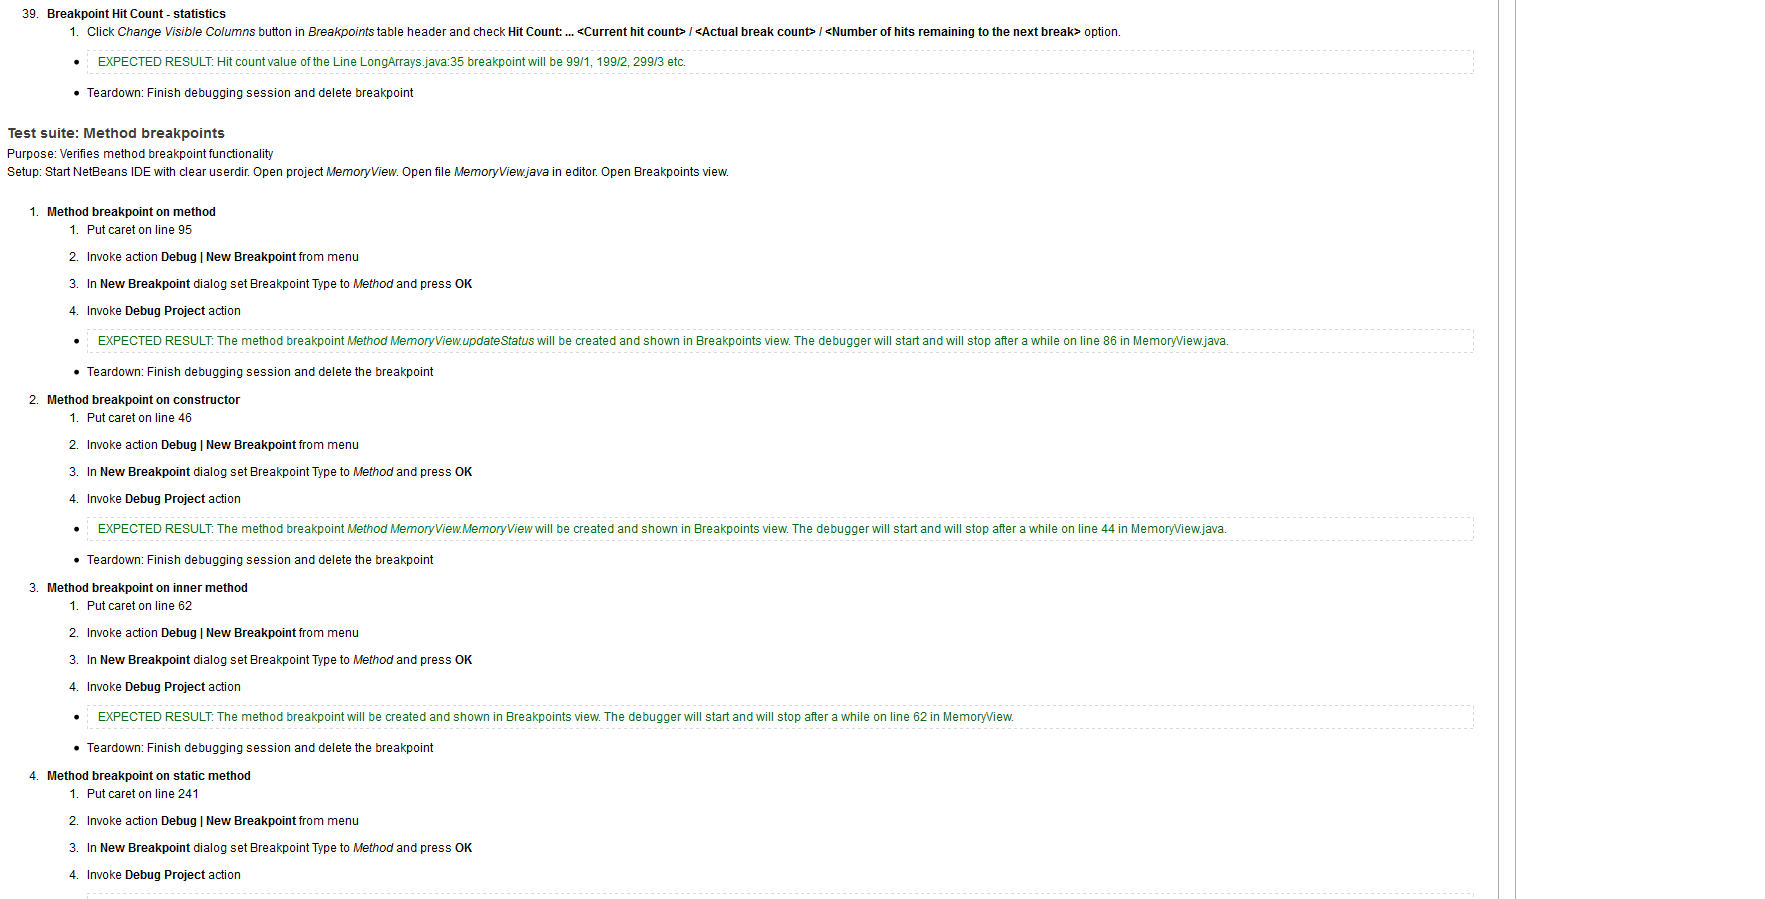 39. Breakpoint Hit Count - statistics
1. Click Change Visible Columns button in Breakpoints table header and check Hit Count: ... <Current hit count> / <Actual break count> / <Number of hits remaining to the next break> option.
• EXPECTED RESULT: Hit count value of the Line LongArrays.java:35 breakpoint will be 99/1, 199/2, 299/3 etc.
• Teardown: Finish debugging session and delete breakpoint
Test suite: Method breakpoints
Purpose: Verifies method breakpoint functionality
Setup: Start NetBeans IDE with clear userdir. Open project MemoryView. Open file MemoryView.java in editor. Open Breakpoints view.
1. Method breakpoint on method
1. Put caret on line 95
2. Invoke action Debug | New Breakpoint from menu
3. In New Breakpoint dialog set Breakpoint Type to Method and press OK
4. Invoke Debug Project action
• EXPECTED RESULT: The method breakpoint Method MemoryView.updateStatus will be created and shown in Breakpoints view. The debugger will start and will stop after a while on line 86 in MemoryView.java.
• Teardown: Finish debugging session and delete the breakpoint
2. Method breakpoint on constructor
1. Put caret on line 46
2. Invoke action Debug | New Breakpoint from menu
3. In New Breakpoint dialog set Breakpoint Type to Method and press OK
4. Invoke Debug Project action
• EXPECTED RESULT: The method breakpoint Method MemoryView.MemoryView will be created and shown in Breakpoints view. The debugger will start and will stop after a while on line 44 in MemoryView.java.
• Teardown: Finish debugging session and delete the breakpoint
3. Method breakpoint on inner method
1. Put caret on line 62
2. Invoke action Debug | New Breakpoint from menu
3. In New Breakpoint dialog set Breakpoint Type to Method and press OK
4. Invoke Debug Project action
• EXPECTED RESULT: The method breakpoint will be created and shown in Breakpoints view. The debugger will start and will stop after a while on line 62 in MemoryView.
• Teardown: Finish debugging session and delete the breakpoint
4. Method breakpoint on static method
1. Put caret on line 241
2. Invoke action Debug | New Breakpoint from menu
3. In New Breakpoint dialog set Breakpoint Type to Method and press OK
4. Invoke Debug Project action